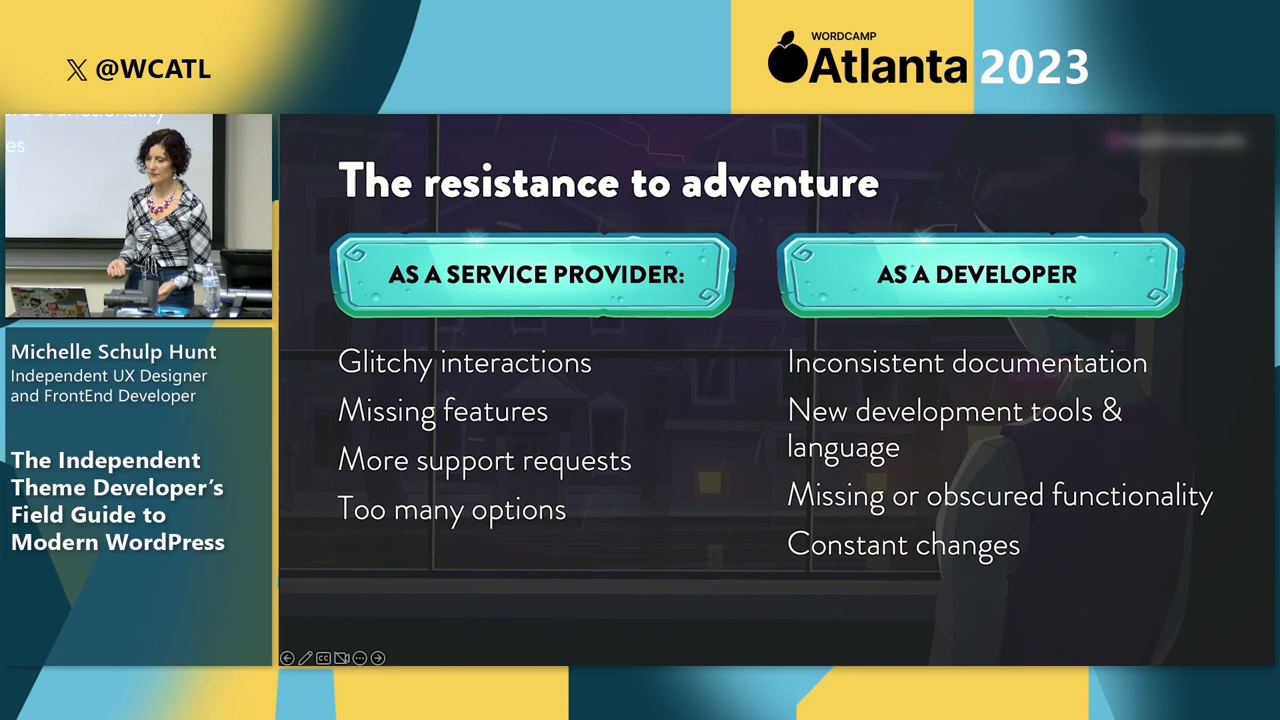 𝕏 @WCATL
WORDCAMP
Atlanta 2023
es
Michelle Schulp Hunt
Independent UX Designer
and FrontEnd Developer
The Independent
Theme Developer’s
Field Guide to
Modern WordPress
The resistance to adventure
AS A SERVICE PROVIDER:
Glitchy interactions
Missing features
More support requests
Too many options
AS A DEVELOPER
Inconsistent documentation
New development tools &
language
Missing or obscured functionality
Constant changes
CC